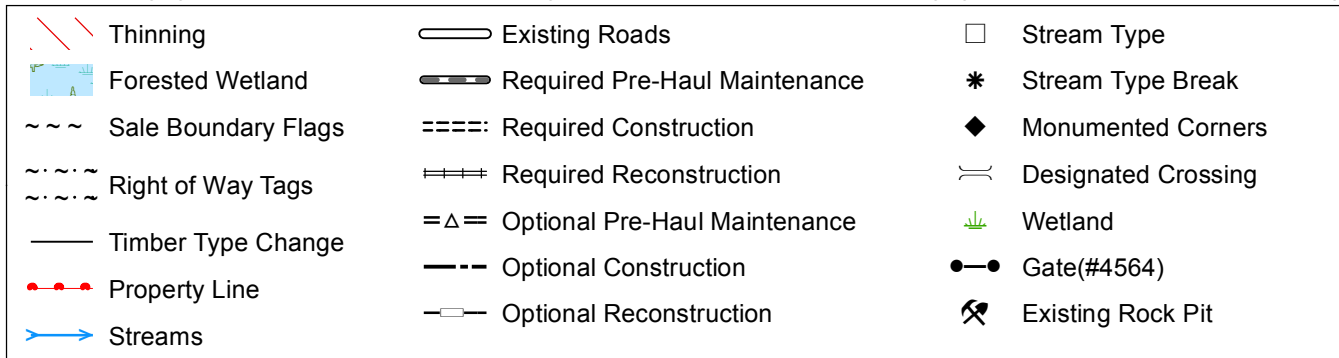 Thinning
Forested Wetland
Sale Boundary Flags
Right of Way Tags
Timber Type Change
Property Line
Streams
Existing Roads
Required Pre-Haul Maintenance
Required Construction
Required Reconstruction
Optional Pre-Haul Maintenance
Optional Construction
Optional Reconstruction
Stream Type
Stream Type Break
Monumented Corners
Designated Crossing
Wetland
Gate(#4564)
Existing Rock Pit